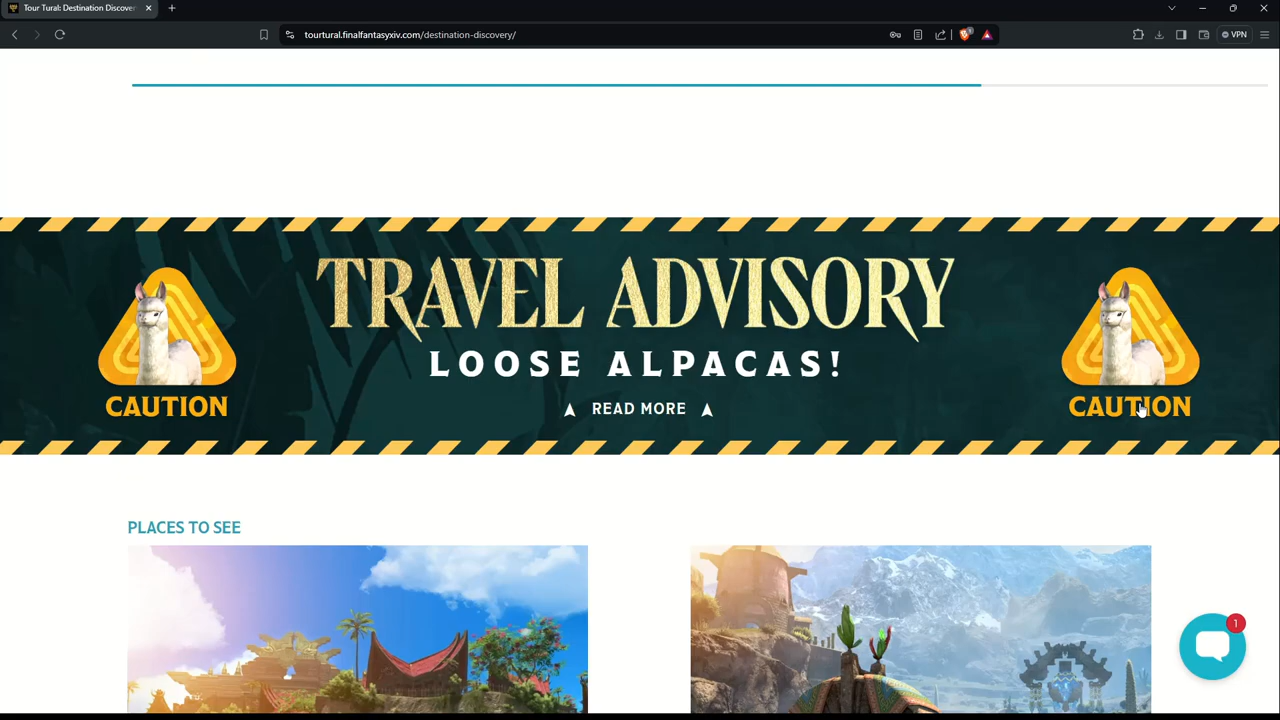 Tour Tural: Destination Discover
tourtural.finalfantasyxiv.com/destination-discovery/
VPN
TRAVEL ADVISORY
LOOSE ALPACAS!
READ MORE
CAUTION
CAUTION
PLACES TO SEE
1